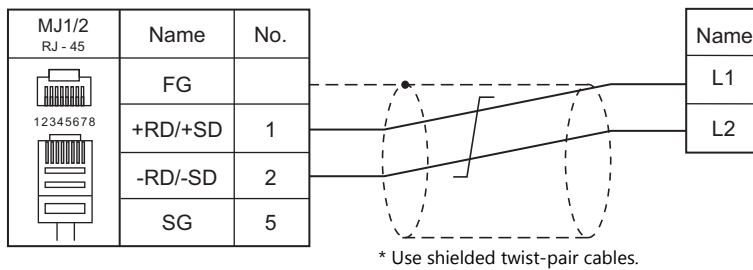 MJ1/2 Name No. Name
RJ - 45
FG L1
12345678
+RD/+SD 1 L2
-RD/-SD 2
SG 5
* Use shielded twist-pair cables.